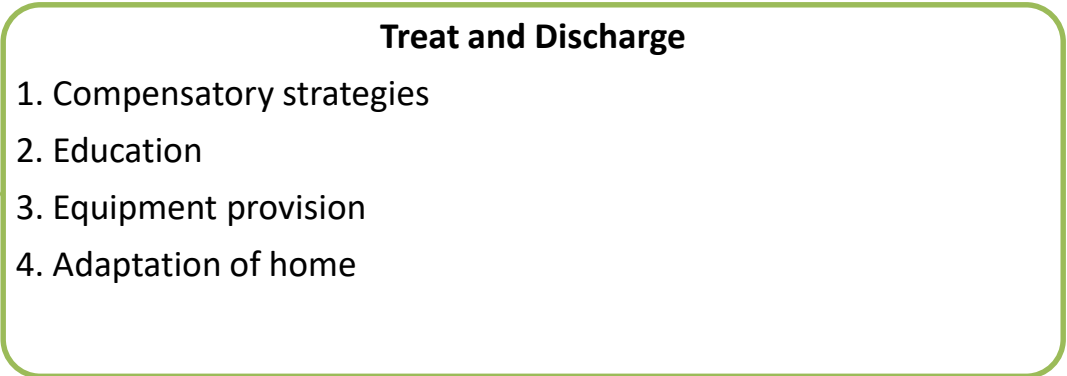 Treat and Discharge
1. Compensatory strategies
2. Education
3. Equipment provision
4. Adaptation of home